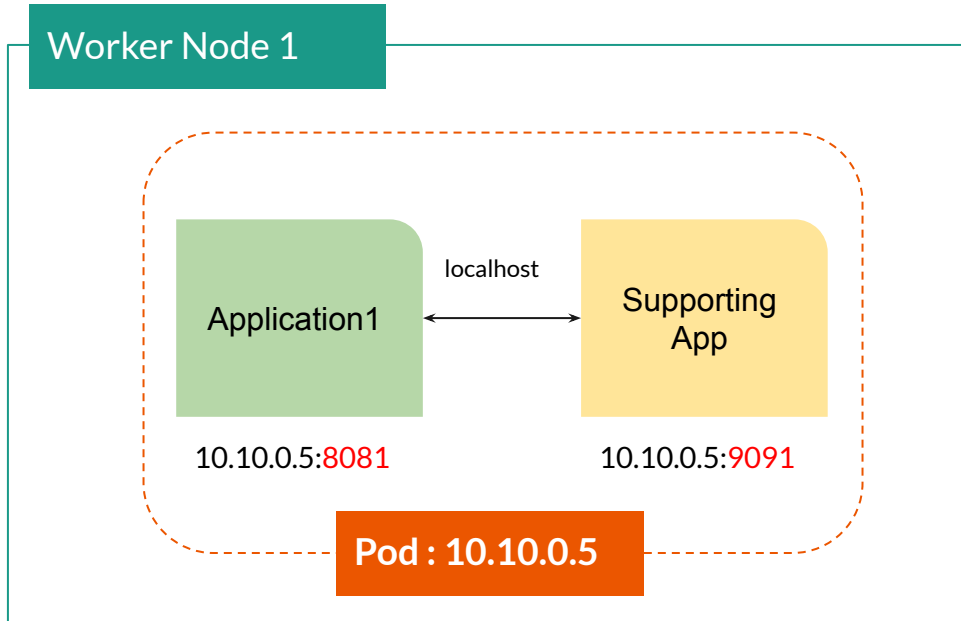 Worker Node 1
localhost
Application1
Supporting
App
10.10.0.5:8081
10.10.0.5:9091
Pod : 10.10.0.5